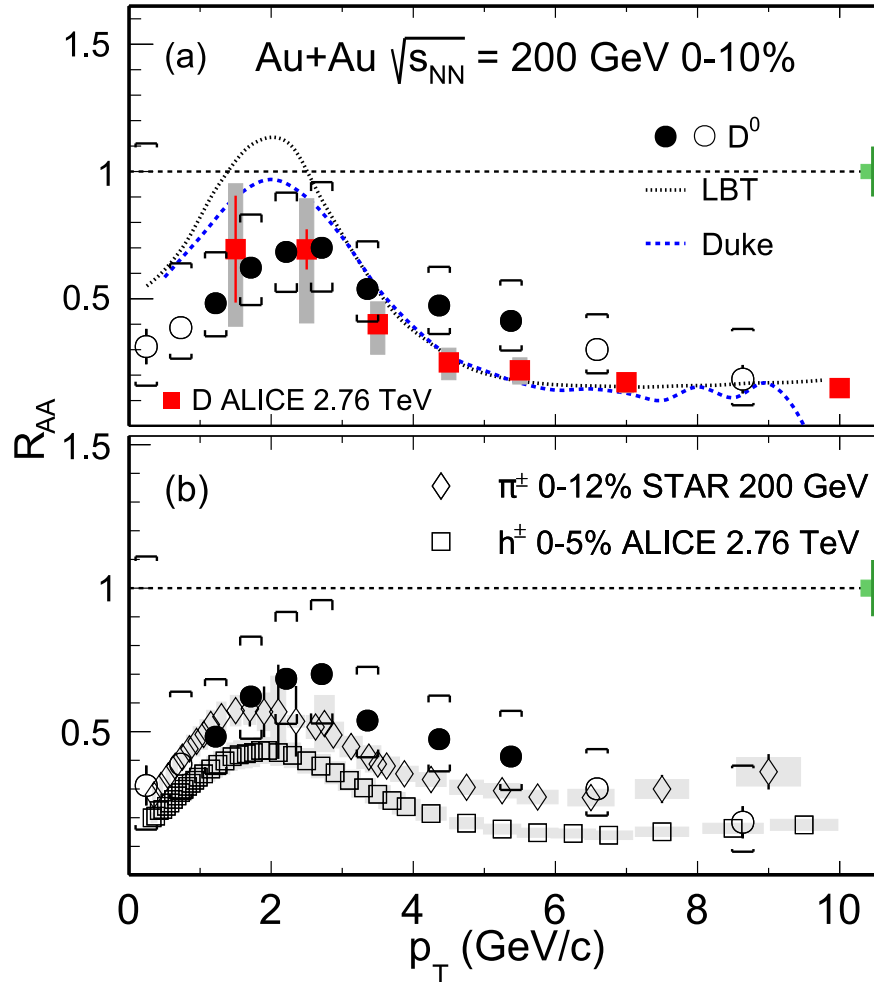 (a) Au+Au √s_NN = 200 GeV 0-10%
D⁰
LBT
Duke
D ALICE 2.76 TeV
1.5
1
0.5
R_AA
(b)
π± 0-12% STAR 200 GeV
h± 0-5% ALICE 2.76 TeV
1.5
1
0.5
0 2 4 6 8 10
p_T (GeV/c)